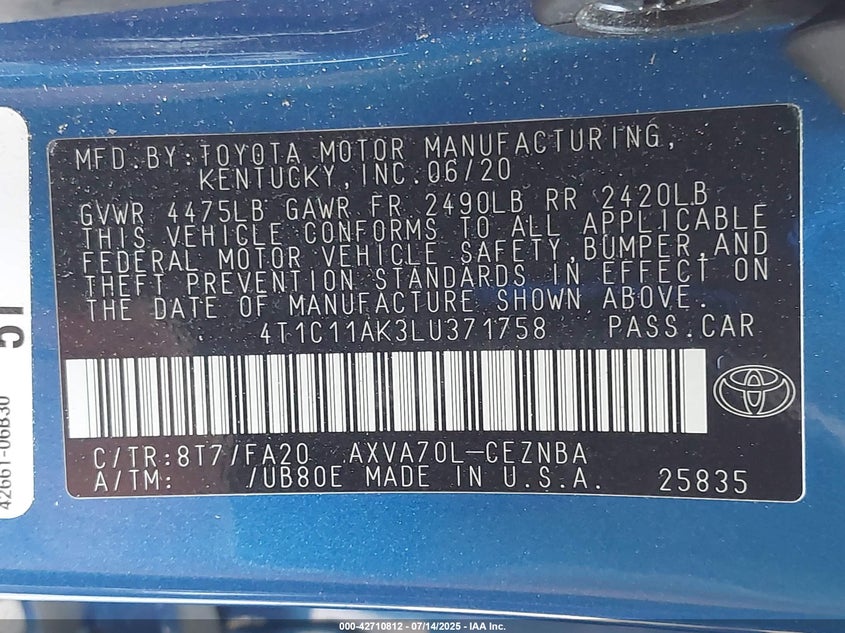 MFD.BY:TOYOTA MOTOR MANUFACTURING,
KENTUCKY, INC. 06/20
GVWR 4475LB GAWR FR 2490LB RR 2420LB
THIS VEHICLE CONFORMS TO ALL APPLICABLE
FEDERAL MOTOR VEHICLE SAFETY,BUMPER,AND
THEFT PREVENTION STANDARDS IN EFFECT ON
THE DATE OF MANUFACTURE SHOWN ABOVE.
4T1C11AK3LU371758 PASS.CAR
C/TR:8T7/FA20 AXVA70L-CEZNBA
A/TM: /UB80E MADE IN U.S.A. 25835
42661-06B30
000-42710812 - 07/14/2025 - IAA Inc.